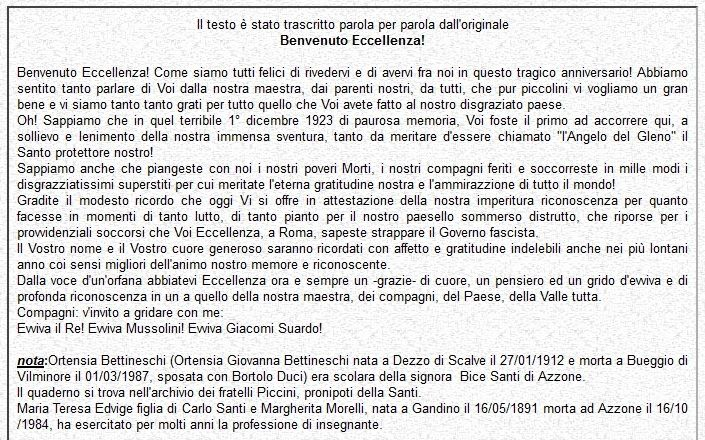 Il testo è stato trascritto parola per parola dall'originale
Benvenuto Eccellenza!
Benvenuto Eccellenza! Come siamo tutti felici di rivedervi e di avervi fra noi in questo tragico anniversario! Abbiamo
sentito tanto parlare di Voi dalla nostra maestra, dai parenti nostri, da tutti, che pur piccolini vi vogliamo un gran
bene e vi siamo tanto tanto grati per tutto quello che Voi avete fatto al nostro disgraziato paese.
Oh! Sappiamo che in quel terribile 1° dicembre 1923 di paurosa memoria, Voi foste il primo ad accorrere qui, a
sollievo e lenimento della nostra immensa sventura, tanto da meritare d'essere chiamato "l'Angelo del Gleno" il
Santo protettore nostro!
Sappiamo anche che piangeste con noi i nostri poveri Morti, i nostri compagni feriti e soccorreste in mille modi i
disgrazziatissimi superstiti per cui meritate l'eterna gratitudine nostra e l'ammirazzione di tutto il mondo!
Gradite il modesto ricordo che oggi Vi si offre in attestazione della nostra imperitura riconoscenza per quanto
facesse in momenti di tanto lutto, di tanto pianto per il nostro paesello sommerso distrutto, che riporse per i
providenziali soccorsi che Voi Eccellenza, a Roma, sapeste strappare il Governo fascista.
Il Vostro nome e il Vostro cuore generoso saranno ricordati con affetto e gratitudine indelebili anche nei più lontani
anno coi sensi migliori dell'animo nostro memore e riconoscente.
Dalla voce d'un'orfana abbiatevi Eccellenza ora e sempre un -grazie- di cuore, un pensiero ed un grido d'evviva e di
profonda riconoscenza in un a quello della nostra maestra, dei compagni, del Paese, della Valle tutta.
Compagni: v'invito a gridare con me:
Evviva il Re! Evviva Mussolini! Evviva Giacomi Suardo!
nota:Ortensia Bettineschi (Ortensia Giovanna Bettineschi nata a Dezzo di Scalve il 27/01/1912 e morta a Bueggio di
Vilminore il 01/03/1987, sposata con Bortolo Duci) era scolara della signora Bice Santi di Azzone.
Il quaderno si trova nell'archivio dei fratelli Piccini, pronipoti della Santi.
Maria Teresa Edvige figlia di Carlo Santi e Margherita Morelli, nata a Gandino il 16/05/1891 morta ad Azzone il 16/10
/1984, ha esercitato per molti anni la professione di insegnante.